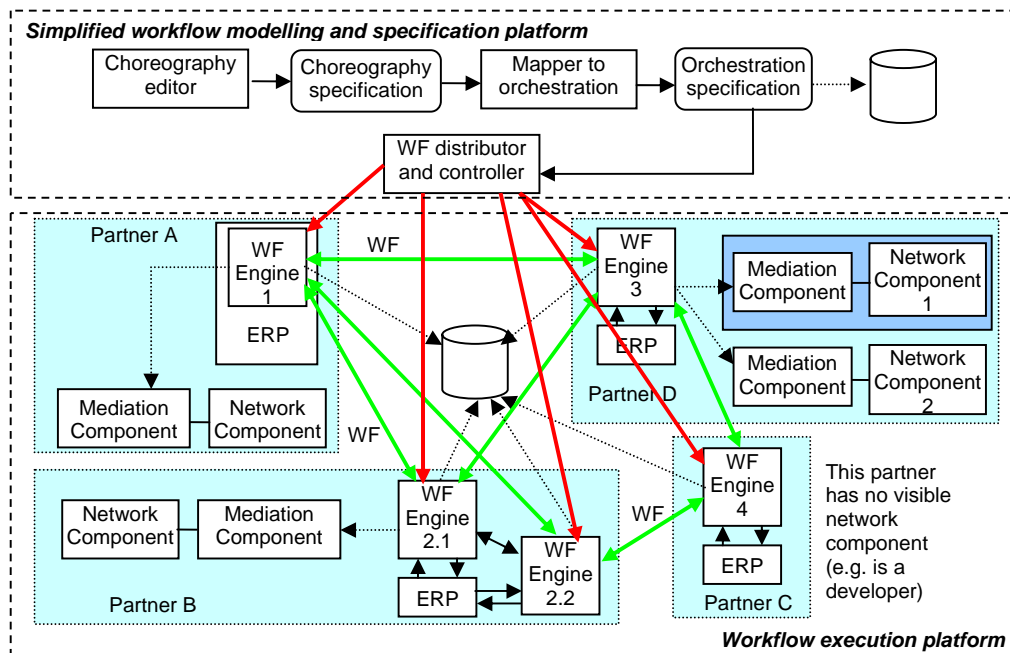 Simplified workflow modelling and specification platform
Choreography
editor
Choreography
specification
Mapper to
orchestration
Orchestration
specification
WF distributor
and controller
Partner A
WF
Engine
1
ERP
Mediation
Component
Network
Component
WF
WF
WF
Engine
3
ERP
Partner D
Mediation
Component
Network
Component
1
Mediation
Component
Network
Component
2
Network
Component
Mediation
Component
WF
Engine
2.1
ERP
WF
Engine
2.2
Partner B
WF
WF
Engine
4
ERP
Partner C
This partner
has no visible
network
component
(e.g. is a
developer)
Workflow execution platform